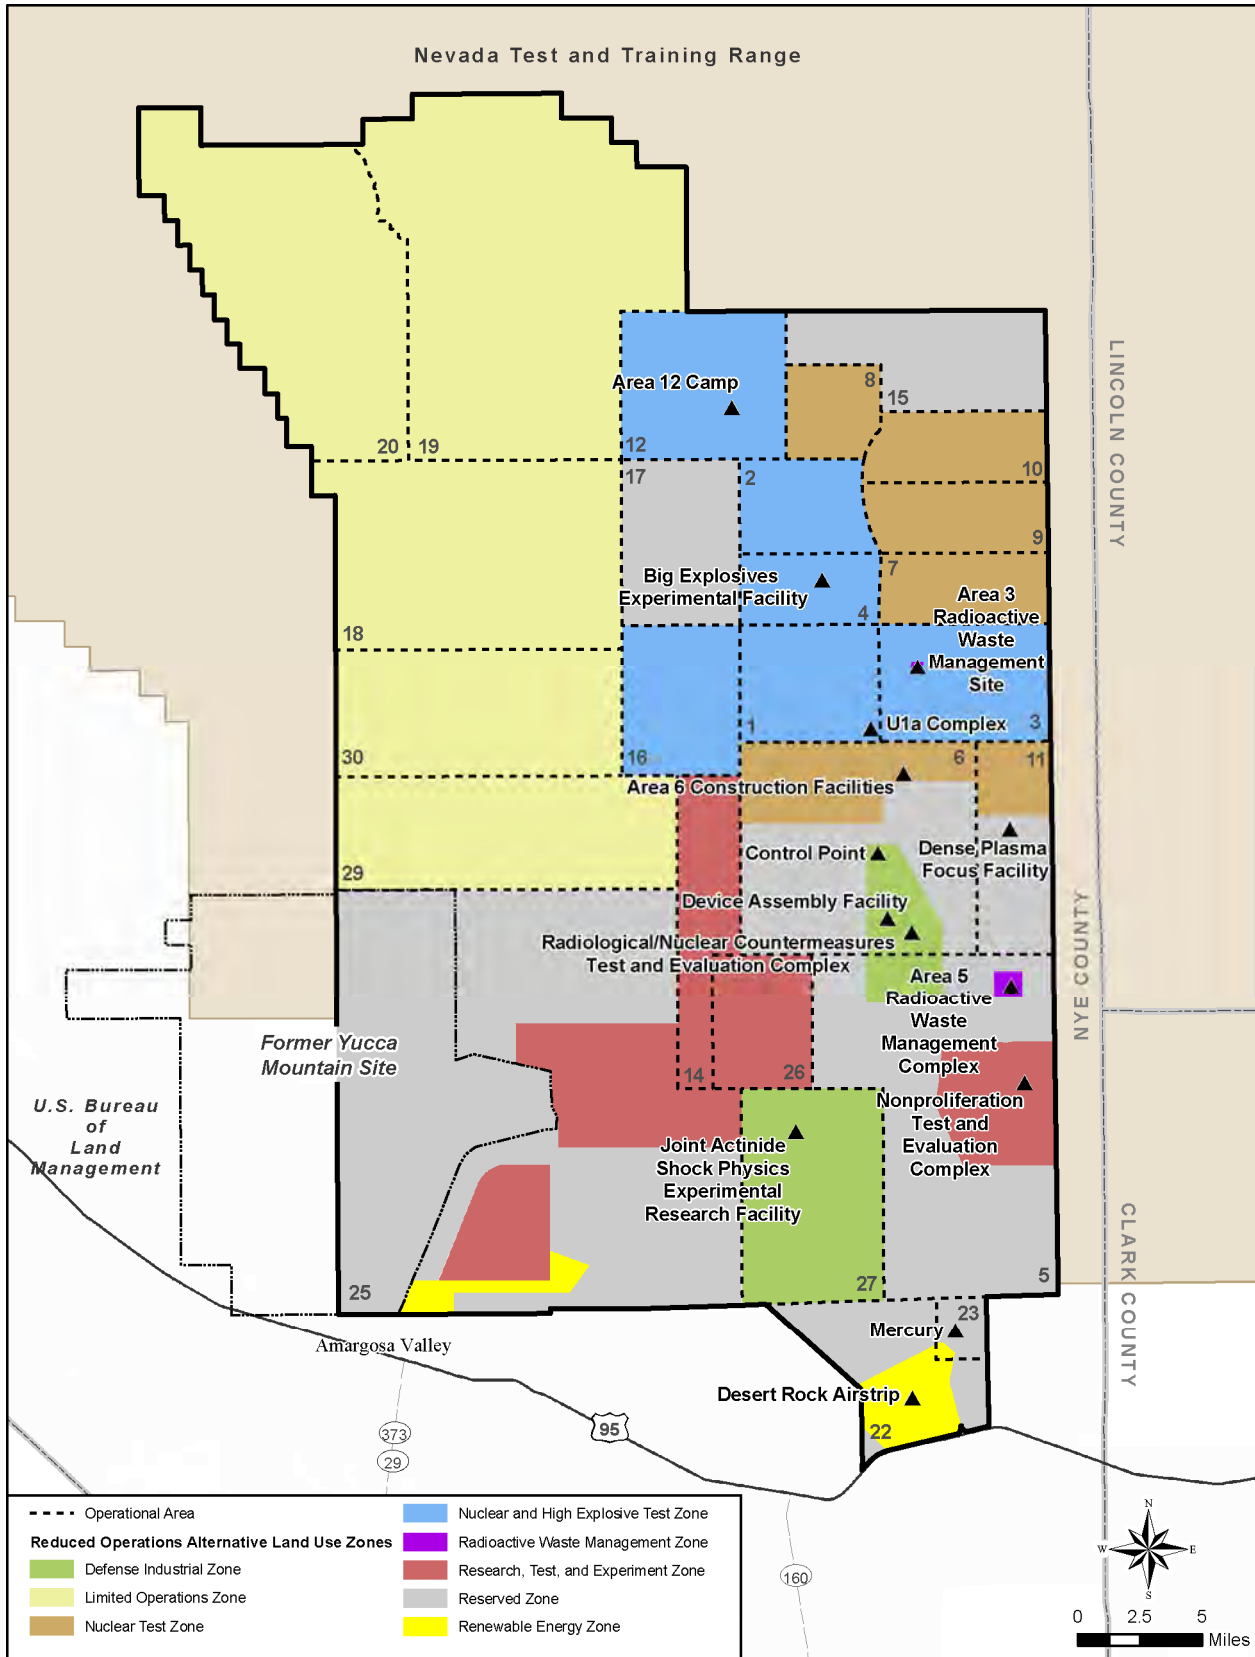 Nevada Test and Training Range
LINCOLN COUNTY
Area 12 Camp
8
15
20
19
12
10
17
2
9
Big Explosives
Experimental Facility
7
Area 3
Radioactive
Waste
Management
Site
4
18
U1a Complex
1
3
30
16
6
11
Area 6 Construction Facilities
Control Point
Dense Plasma
Focus Facility
29
Device Assembly Facility
NYE COUNTY
Radiological/Nuclear Countermeasures
Test and Evaluation Complex
Area 5
Radioactive
Waste
Management
Complex
Former Yucca
Mountain Site
14
26
U.S. Bureau
of
Land
Management
Nonproliferation
Test and
Evaluation
Complex
Joint Actinide
Shock Physics
Experimental
Research Facility
CLARK COUNTY
25
27
5
23
Mercury
Amargosa Valley
Desert Rock Airstrip
22
95
373
29
160
Operational Area
Reduced Operations Alternative Land Use Zones
Defense Industrial Zone
Limited Operations Zone
Nuclear Test Zone
Nuclear and High Explosive Test Zone
Radioactive Waste Management Zone
Research, Test, and Experiment Zone
Reserved Zone
Renewable Energy Zone
N
W
E
S
0 2.5 5
Miles